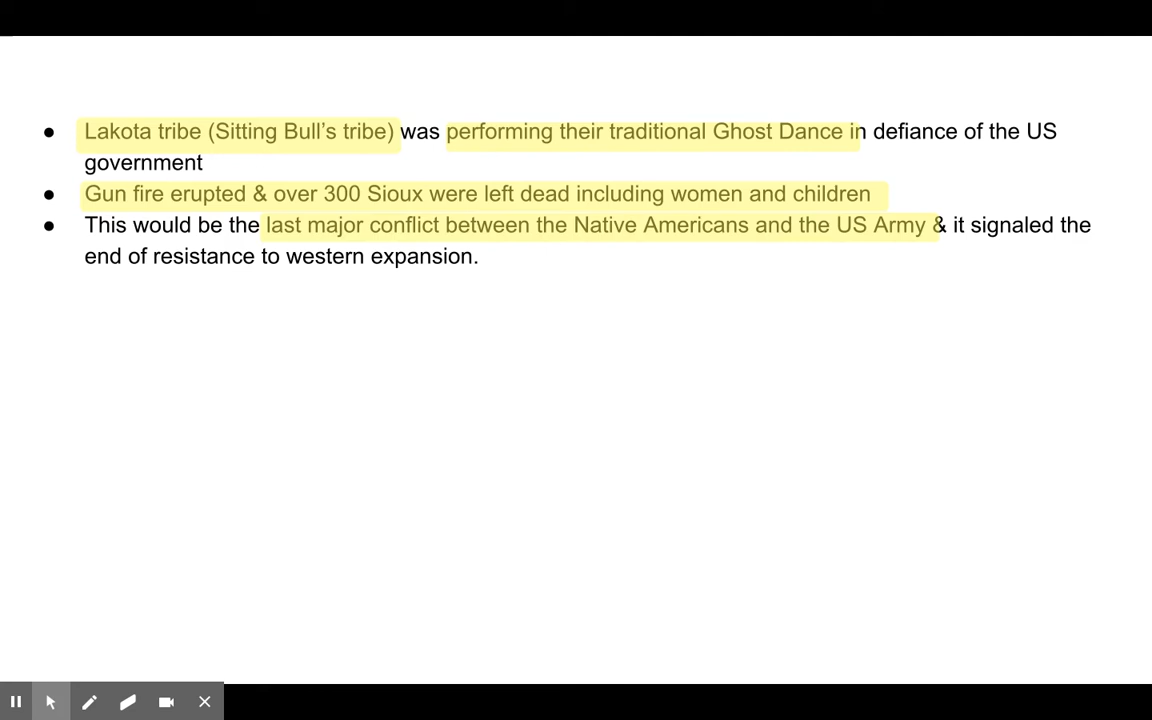 ● Lakota tribe (Sitting Bull’s tribe) was performing their traditional Ghost Dance in defiance of the US
government
● Gun fire erupted & over 300 Sioux were left dead including women and children
● This would be the last major conflict between the Native Americans and the US Army & it signaled the
end of resistance to western expansion.